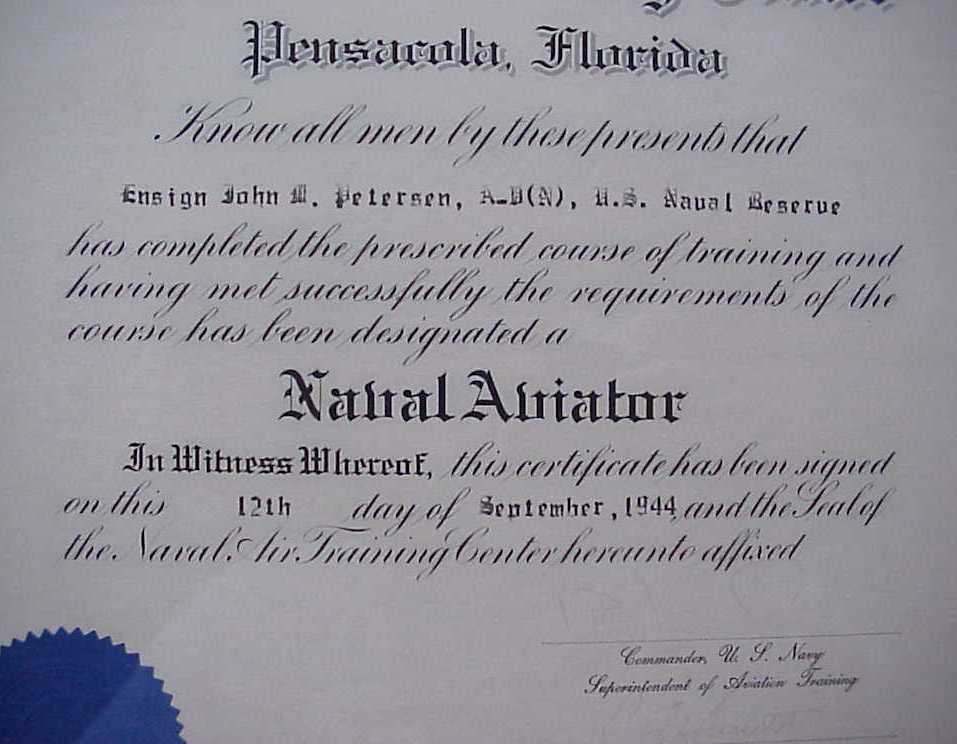 Pensacola, Florida
Know all men by these presents that
Ensign John W. Petersen, A-V(N), U.S. Naval Reserve
has completed the prescribed course of training and
having met successfully the requirements of the
course has been designated a
Naval Aviator
In Witness Whereof, this certificate has been signed
on this 12th day of September, 1944, and the Seal of
the Naval Air Training Center hereunto affixed
Commander, U. S. Navy
Superintendent of Aviation Training